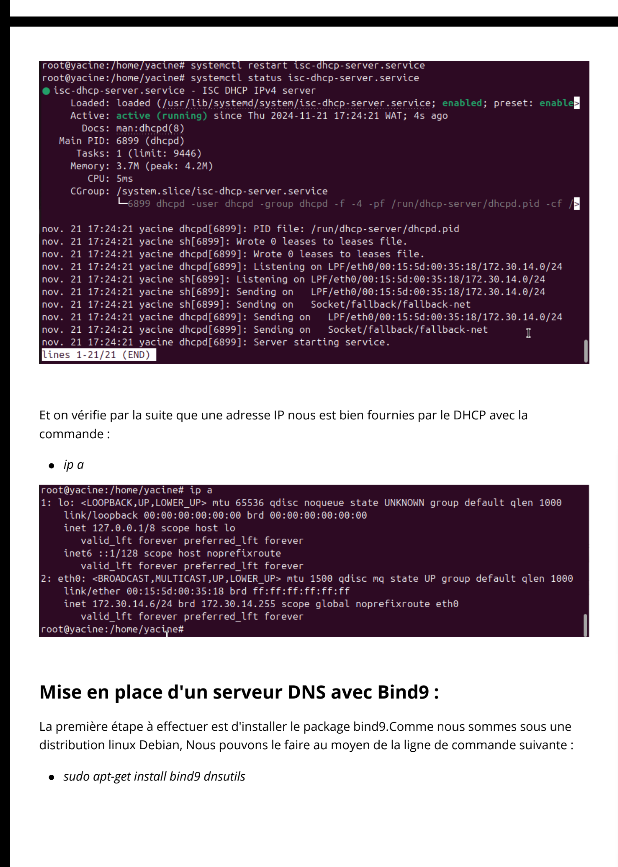 root@yacine:/home/yacine# systemctl restart isc-dhcp-server.service
root@yacine:/home/yacine# systemctl status isc-dhcp-server.service
● isc-dhcp-server.service - ISC DHCP IPv4 server
Loaded: loaded (/usr/lib/systemd/system/isc-dhcp-server.service; enabled; preset: enable>
Active: active (running) since Thu 2024-11-21 17:24:21 WAT; 4s ago
Docs: man:dhcpd(8)
Main PID: 6899 (dhcpd)
Tasks: 1 (limit: 9446)
Memory: 3.7M (peak: 4.2M)
CPU: 5ms
CGroup: /system.slice/isc-dhcp-server.service
└─6899 dhcpd -user dhcpd -group dhcpd -f -4 -pf /run/dhcp-server/dhcpd.pid -cf />
nov. 21 17:24:21 yacine dhcpd[6899]: PID file: /run/dhcp-server/dhcpd.pid
nov. 21 17:24:21 yacine sh[6899]: Wrote 0 leases to leases file.
nov. 21 17:24:21 yacine dhcpd[6899]: Wrote 0 leases to leases file.
nov. 21 17:24:21 yacine dhcpd[6899]: Listening on LPF/eth0/00:15:5d:00:35:18/172.30.14.0/24
nov. 21 17:24:21 yacine sh[6899]: Listening on LPF/eth0/00:15:5d:00:35:18/172.30.14.0/24
nov. 21 17:24:21 yacine sh[6899]: Sending on   LPF/eth0/00:15:5d:00:35:18/172.30.14.0/24
nov. 21 17:24:21 yacine sh[6899]: Sending on   Socket/fallback/fallback-net
nov. 21 17:24:21 yacine dhcpd[6899]: Sending on   LPF/eth0/00:15:5d:00:35:18/172.30.14.0/24
nov. 21 17:24:21 yacine dhcpd[6899]: Sending on   Socket/fallback/fallback-net
nov. 21 17:24:21 yacine dhcpd[6899]: Server starting service.
lines 1-21/21 (END)
Et on vérifie par la suite que une adresse IP nous est bien fournies par le DHCP avec la
commande :
● ip a
root@yacine:/home/yacine# ip a
1: lo: <LOOPBACK,UP,LOWER_UP> mtu 65536 qdisc noqueue state UNKNOWN group default qlen 1000
link/loopback 00:00:00:00:00:00 brd 00:00:00:00:00:00
inet 127.0.0.1/8 scope host lo
valid_lft forever preferred_lft forever
inet6 ::1/128 scope host noprefixroute
valid_lft forever preferred_lft forever
2: eth0: <BROADCAST,MULTICAST,UP,LOWER_UP> mtu 1500 qdisc mq state UP group default qlen 1000
link/ether 00:15:5d:00:35:18 brd ff:ff:ff:ff:ff:ff
inet 172.30.14.6/24 brd 172.30.14.255 scope global noprefixroute eth0
valid_lft forever preferred_lft forever
root@yacine:/home/yacine#
Mise en place d'un serveur DNS avec Bind9 :
La première étape à effectuer est d'installer le package bind9.Comme nous sommes sous une
distribution linux Debian, Nous pouvons le faire au moyen de la ligne de commande suivante :
● sudo apt-get install bind9 dnsutils